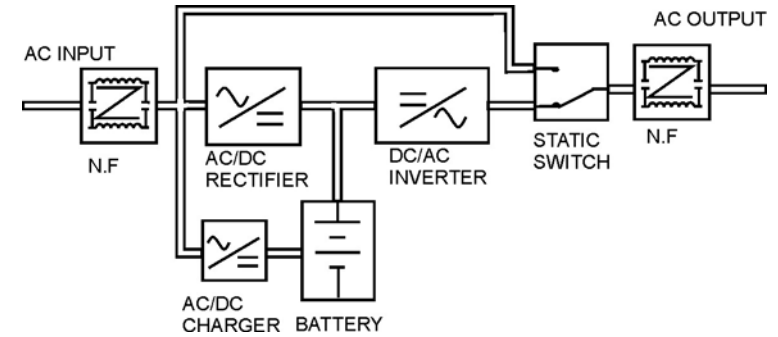 AC INPUT
AC OUTPUT
N.F
AC/DC
RECTIFIER
DC/AC
INVERTER
STATIC
SWITCH
N.F
AC/DC
CHARGER
BATTERY